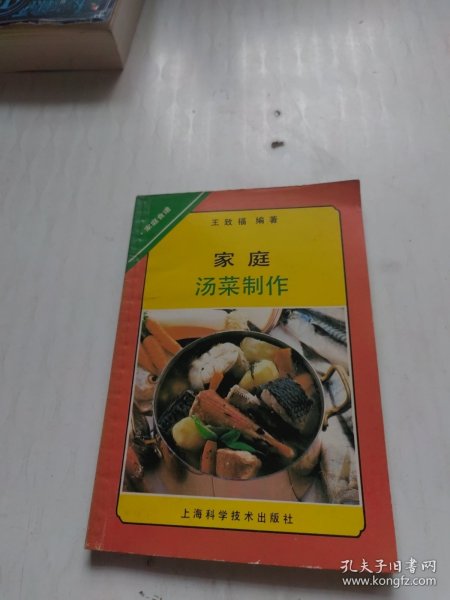 ·家庭食谱
王致福 编著
家庭
汤菜制作
上海科学技术出版社
孔夫子旧书网
www.kongfz.com